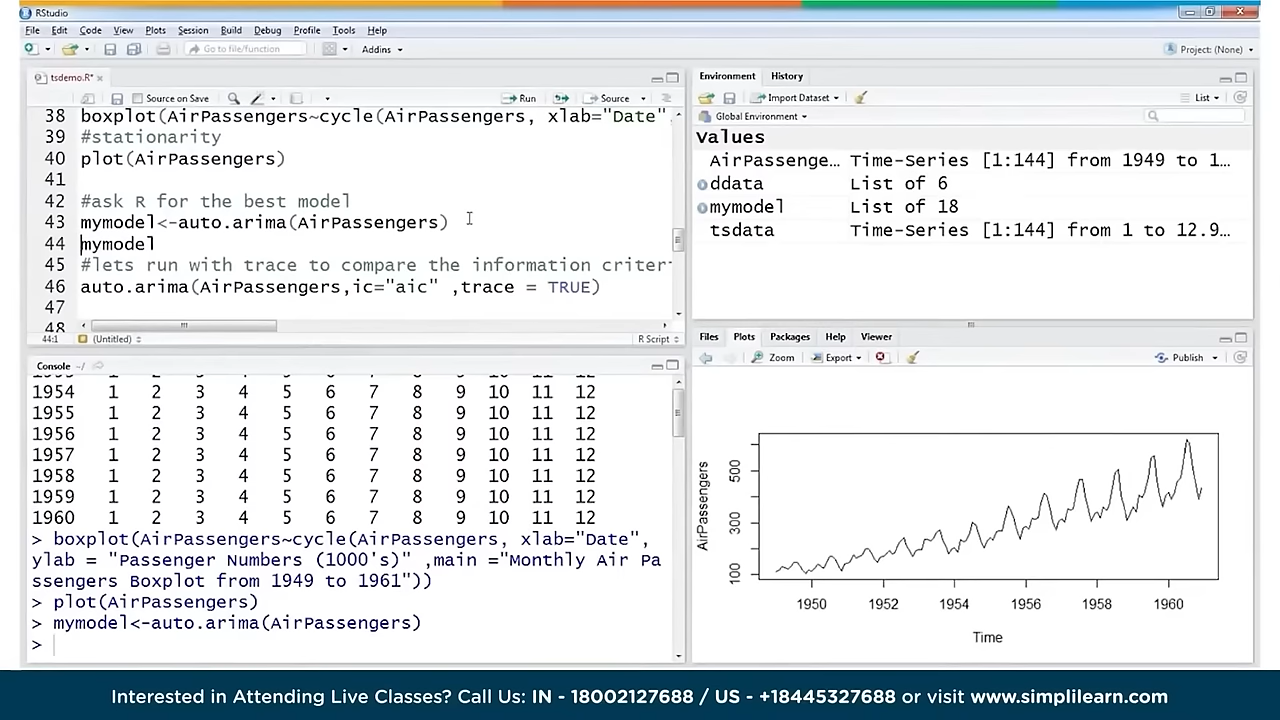 RStudio
File Edit Code View Plots Session Build Debug Profile Tools Help
Go to file/function Addins Project: (None)
tsdemo.R*
Source on Save Run Source
38 boxplot(AirPassengers~cycle(AirPassengers, xlab="Date",
39 #stationarity
40 plot(AirPassengers)
41
42 #ask R for the best model
43 mymodel<-auto.arima(AirPassengers)
44 mymodel
45 #lets run with trace to compare the information criter
46 auto.arima(AirPassengers,ic="aic" ,trace = TRUE)
47
48
44:1 (Untitled) R Script
Console ~/
1954 1 2 3 4 5 6 7 8 9 10 11 12
1955 1 2 3 4 5 6 7 8 9 10 11 12
1956 1 2 3 4 5 6 7 8 9 10 11 12
1957 1 2 3 4 5 6 7 8 9 10 11 12
1958 1 2 3 4 5 6 7 8 9 10 11 12
1959 1 2 3 4 5 6 7 8 9 10 11 12
1960 1 2 3 4 5 6 7 8 9 10 11 12
> boxplot(AirPassengers~cycle(AirPassengers, xlab="Date",
ylab = "Passenger Numbers (1000's)" ,main ="Monthly Air Pa
ssengers Boxplot from 1949 to 1961"))
> plot(AirPassengers)
> mymodel<-auto.arima(AirPassengers)
>
Environment History
Import Dataset List
Global Environment
Values
AirPassenge… Time-Series [1:144] from 1949 to 1…
ddata List of 6
mymodel List of 18
tsdata Time-Series [1:144] from 1 to 12.9…
Files Plots Packages Help Viewer
Zoom Export Publish
AirPassengers
500
300
100
1950 1952 1954 1956 1958 1960
Time
Interested in Attending Live Classes? Call Us: IN - 18002127688 / US - +18445327688 or visit www.simplilearn.com